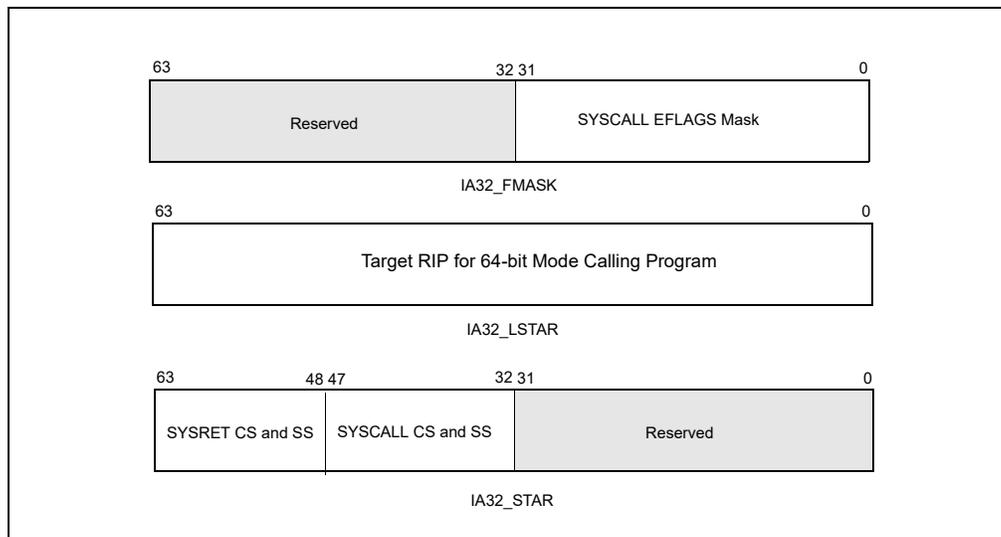 63 32 31 0
Reserved SYSCALL EFLAGS Mask
IA32_FMASK
63 0
Target RIP for 64-bit Mode Calling Program
IA32_LSTAR
63 48 47 32 31 0
SYSRET CS and SS SYSCALL CS and SS Reserved
IA32_STAR